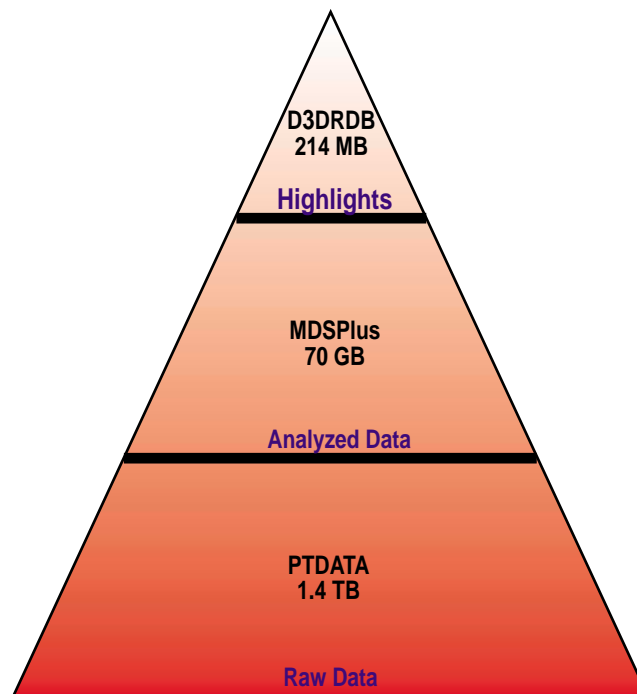 D3DRDB
214 MB
Highlights
MDSPlus
70 GB
Analyzed Data
PTDATA
1.4 TB
Raw Data